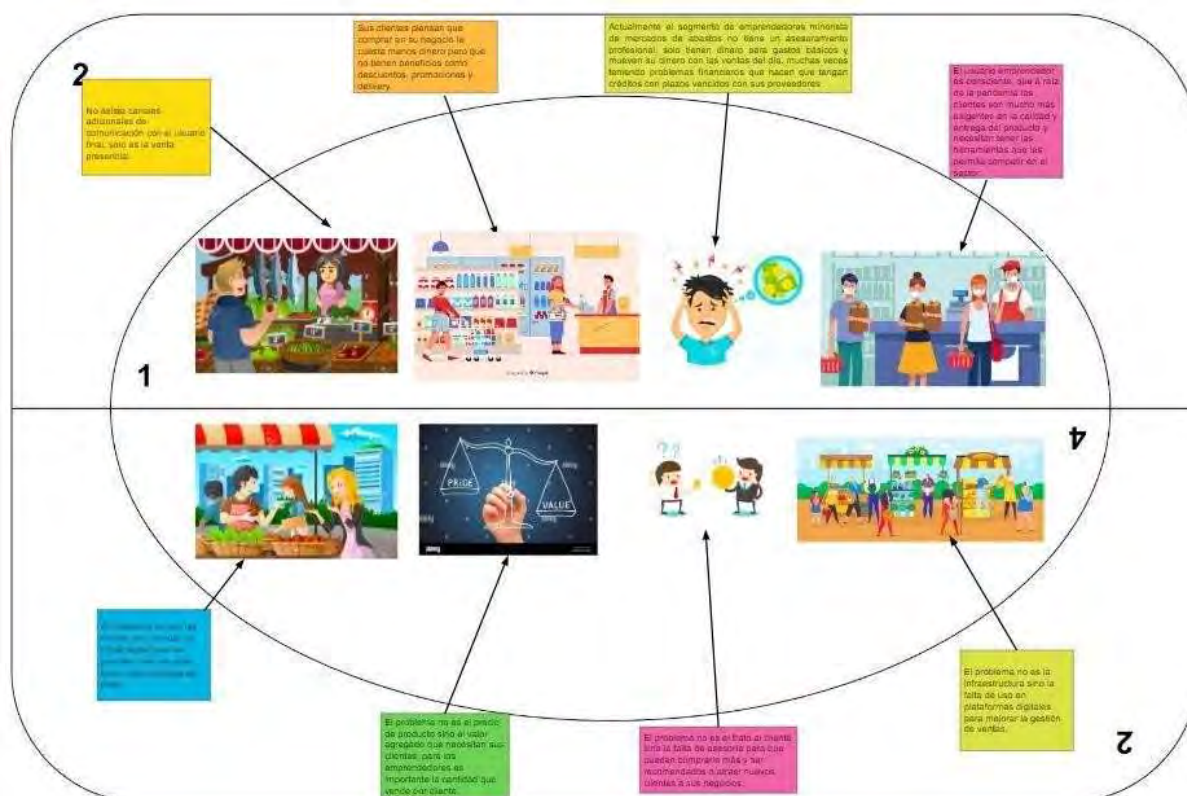 2
No existe canales
adicionales de
comunicación con el usuario
final, solo es la venta
presencial.
Sus clientes piensan que
comprar en su negocio le
cuesta menos dinero pero que
no tienen beneficios como
descuentos, promociones y
delivery.
Actualmente el segmento de emprendedores minorista
de mercados de abastos no tiene un asesoramiento
profesional, solo tienen dinero para gastos básicos y
mueven su dinero con las ventas del día, muchas veces
teniendo problemas financieros que hacen que tengan
créditos con plazos vencidos con sus proveedores
El usuario emprendedor
es consciente, que a raíz
de la pandemia los
clientes son mucho más
exigentes en la calidad y
entrega del producto y
necesitan tener las
herramientas que les
permita competir en el
sector.
1
4
PRICE
VALUE
alamy
El problema no es el precio
de producto sino el valor
agregado que necesitan sus
clientes, para los
emprendedores es
importante la cantidad que
vende por cliente.
El problema no es el trato al cliente
sino la falta de asesoría para que
puedan comprarle más y ser
recomendados o atraer nuevos
clientes a sus negocios.
El problema no es la
infraestructura sino la
falta de uso en
plataformas digitales
para mejorar la gestión
de ventas.
2